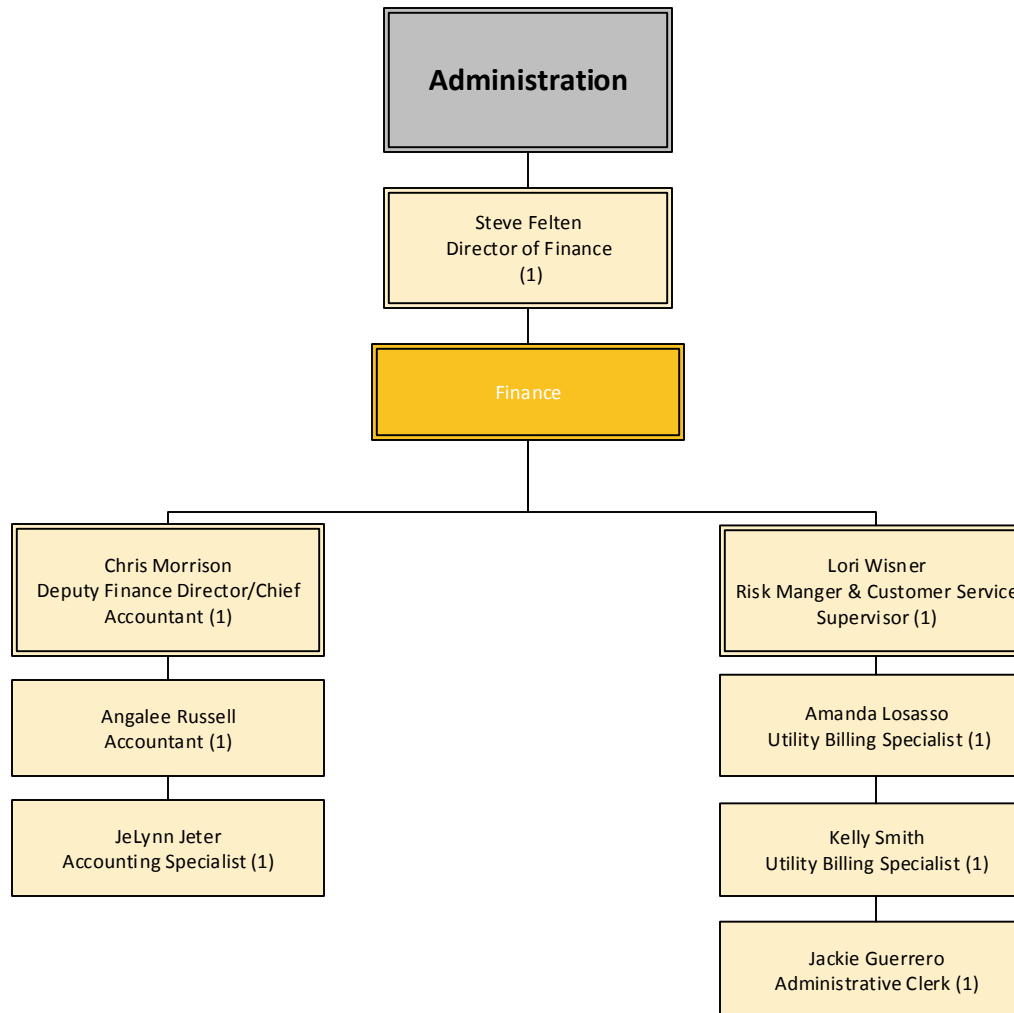 Administration
Steve Felten
Director of Finance
(1)
Finance
Chris Morrison
Deputy Finance Director/Chief
Accountant (1)
Lori Wisner
Risk Manger & Customer Service
Supervisor (1)
Angalee Russell
Accountant (1)
Amanda Losasso
Utility Billing Specialist (1)
JeLynn Jeter
Accounting Specialist (1)
Kelly Smith
Utility Billing Specialist (1)
Jackie Guerrero
Administrative Clerk (1)